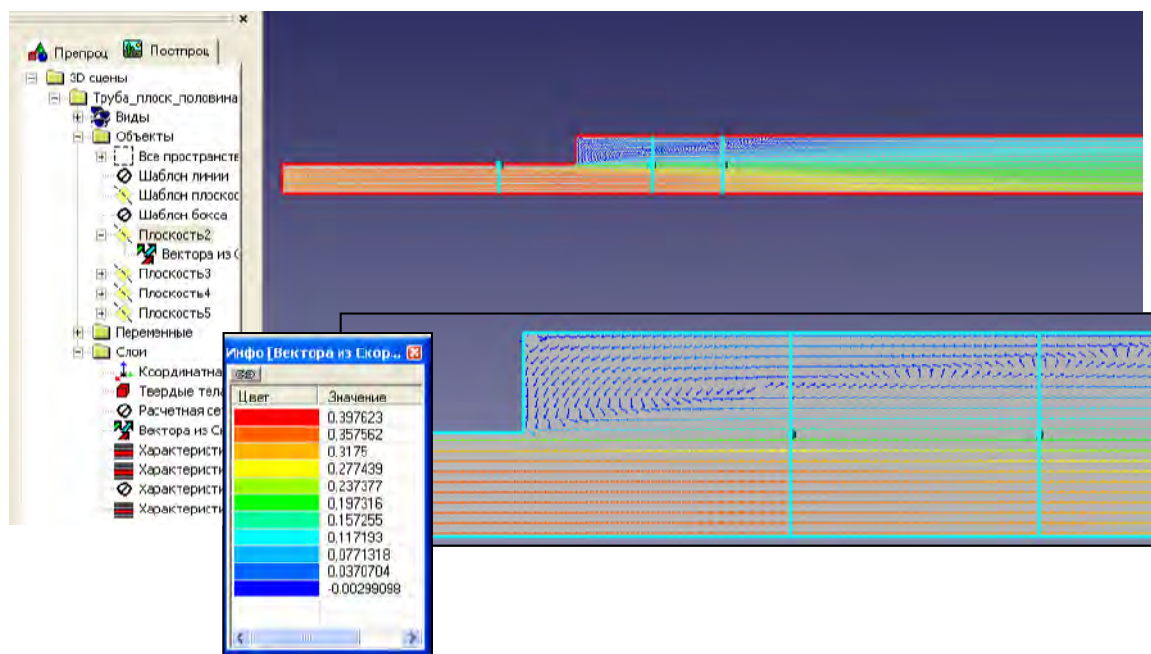 Препроц Постпроц
3D сцены
Труба_плоск_половина
Виды
Объекты
Все пространстве
Шаблон линии
Шаблон плоскос
Шаблон бокса
Плоскость2
Вектора из С
Плоскость3
Плоскость4
Плоскость5
Переменные
Слои
Координатна
Твердые тела
Расчетная се
Вектора из Ск
Характеристи
Характеристи
Характеристи
Характеристи
Инфо [Вектора из Скор...
Цвет Значение
0,397623
0,357562
0,3175
0,277439
0,237377
0,197316
0,157255
0,117193
0,0771318
0,0370704
-0,00299098